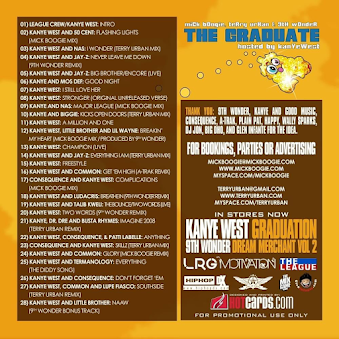 01) LEAGUE CREW/KANYE WEST: INTRO
02) KANYE WEST AND 50 CENT: FLASHING LIGHTS
(MICK BOOGIE MIX)
03) KANYE WEST AND NAS: I WONDER (TERRY URBAN MIX)
04) KANYE WEST AND JAY-Z: NEVER LEAVE ME DOWN
(9TH WONDER REMIX)
05) KANYE WEST AND JAY-Z: BIG BROTHER/ENCORE (LIVE)
06) KANYE AND MOS DEF: GOOD NIGHT
07) KANYE WEST: I STILL LOVE HER
08) KANYE WEST: STRONGER (ORIGINAL UNRELEASED VERSE)
09) KANYE WEST AND NAS: MAJOR LEAGUE (MICK BOOGIE MIX)
10) KANYE AND BIGGIE: KICKS OPEN DOORS (TERRY URBAN MIX)
11) KANYE WEST: A MILLION AND ONE
12) KANYE WEST, LITTLE BROTHER AND LIL WAYNE: BREAKIN'
MY HEART (MICK BOOGIE MIX / PRODUCED BY 9TH WONDER)
13) KANYE WEST: CHAMPION (LIVE)
14) KANYE WEST AND JAY-Z: EVERYTHING I AM (TERRY URBAN MIX)
15) KANYE WEST: FREESTYLE
16) KANYE WEST AND COMMON: GET 'EM HIGH (A-TRAK REMIX)
17) CONSEQUENCE AND KANYE WEST: COMPLICATIONS
(MICK BOOGIE MIX)
18) KANYE WEST AND LUDACRIS: BREATHE IN (9TH WONDER REMIX)
19) KANYE WEST AND TALIB KWELI: THE BOUNCE/TWO WORDS (LIVE)
20) KANYE WEST: TWO WORDS (9TH WONDER REMIX)
21) KANYE, DR. DRE AND BUSTA RHYMES: IMAGINE 2008
(TERRY URBAN REMIX)
22) KANYE WEST, CONSEQUENCE, & PATTI LABELLE: ANYTHING
23) CONSEQUENCE AND KANYE WEST: SKILLZ (TERRY URBAN MIX)
24) KANYE WEST AND COMMON: GLORY (MICK BOOGIE REMIX)
25) KANYE WEST AND TERMANOLOGY: EVERYTHING
(THE DIDDY SONG)
26) KANYE WEST AND CONSEQUENCE: DON'T FORGET 'EM
27) KANYE WEST, COMMON AND LUPE FIASCO: SOUTHSIDE
(TERRY URBAN REMIX)
28) KANYE WEST AND LITTLE BROTHER: NAAW
(9TH WONDER BONUS TRACK)
mick boogie, terry urban & 9th wonder
THE GRADUATE
hosted by kanye west
THANK YOU: 9TH WONDER, KANYE AND GOOD MUSIC,
CONSEQUENCE, A-TRAK, PLAIN PAT, HAPPY, WALLY SPARKS,
DJ JON, BIG DHO, AND GLEN INFANTE FOR THE IDEA.
FOR BOOKINGS, PARTIES OR ADVERTISING
MICKBOOGIE@MICKBOOGIE.COM
WWW.MICKBOOGIE.COM
MYSPACE.COM/MICKBOOGIE
TERRYURBAN@GMAIL.COM
WWW.TERRYURBAN.COM
MYSPACE.COM/TERRYURBAN
IN STORES NOW
KANYE WEST GRADUATION
9TH WONDER DREAM MERCHANT VOL 2
LRG MOTIVATION THE LEAGUE
HIPHOP DX
HOTCARDS.COM
FOR PROMOTIONAL USE ONLY